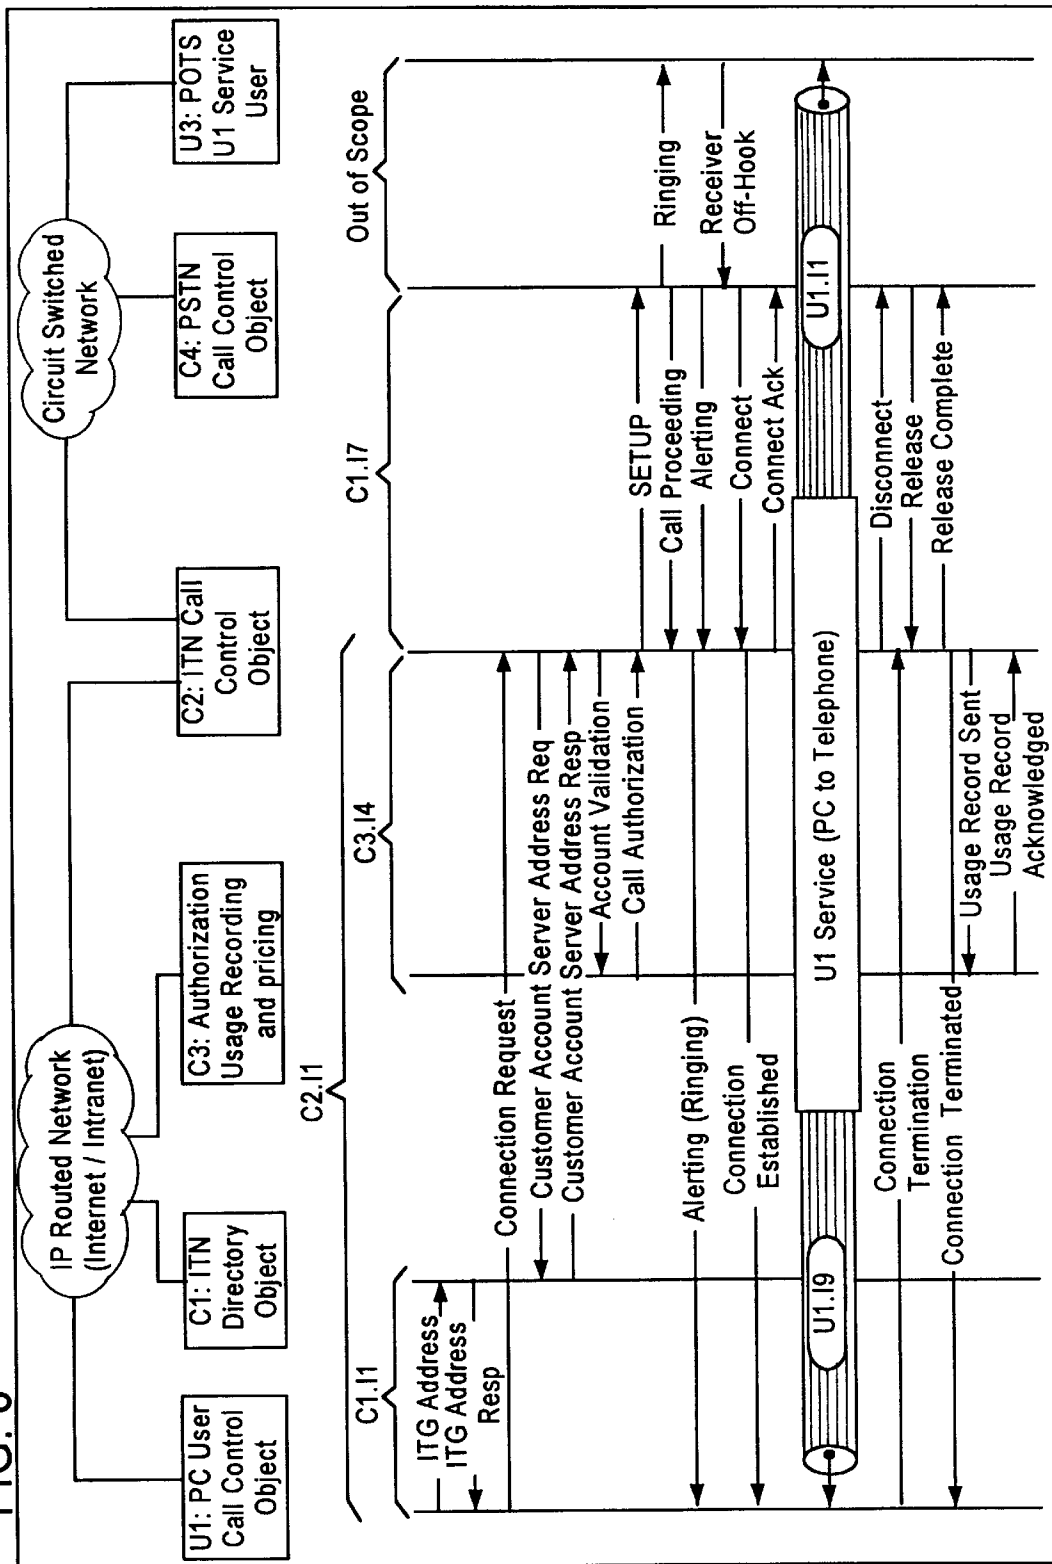 IP Routed Network
(Internet / Intranet)
Circuit Switched
Network
U1: PC User
Call Control
Object
C1: ITN
Directory
Object
C3: Authorization
Usage Recording
and pricing
C2: ITN Call
Control
Object
C4: PSTN
Call Control
Object
U3: POTS
U1 Service
User
C2.I1
C1.I1
C3.I4
C1.I7
Out of Scope
ITG Address
ITG Address
Resp
Connection Request
Customer Account Server Address Req
Customer Account Server Address Resp
Account Validation
Call Authorization
SETUP
Call Proceeding
Alerting
Connect
Connect Ack
Ringing
Receiver
Off-Hook
Alerting (Ringing)
Connection
Established
U1.I9
U1 Service (PC to Telephone)
U1.I1
Connection
Termination
Connection Terminated
Disconnect
Release
Release Complete
Usage Record Sent
Usage Record
Acknowledged